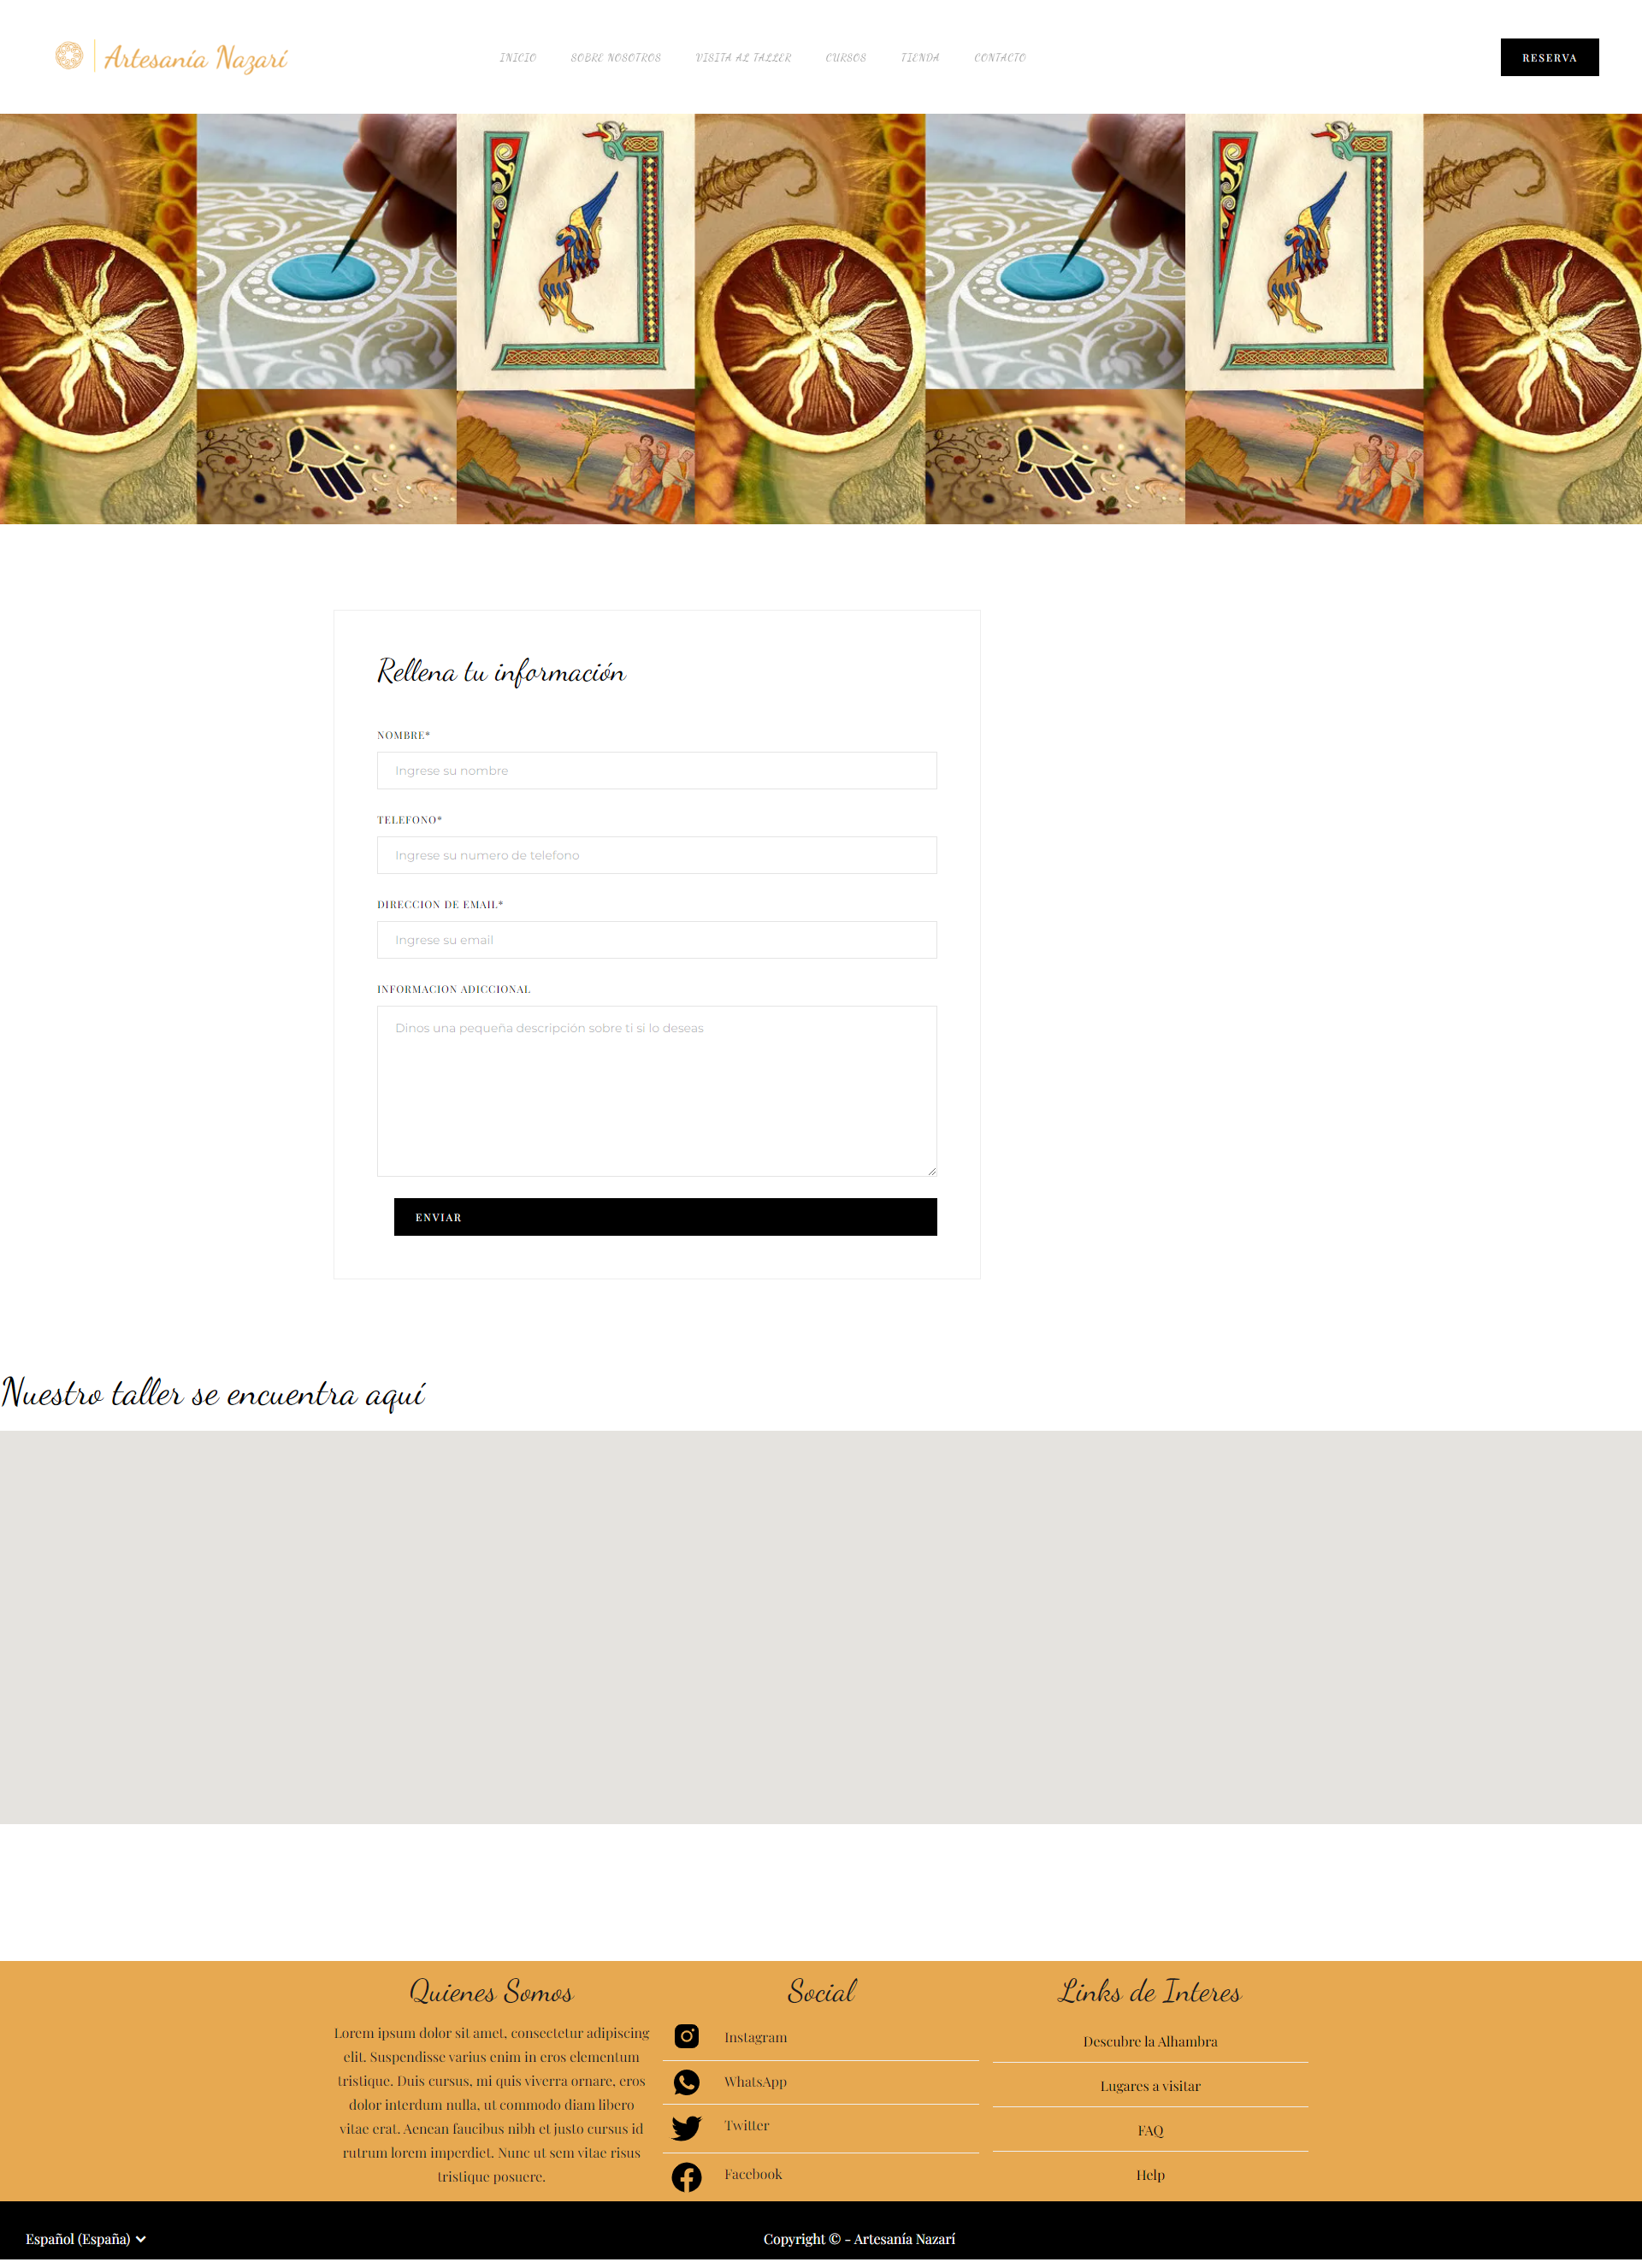 Artesanía Nazarí
INICIO
SOBRE NOSOTROS
VISITA AL TALLER
CURSOS
TIENDA
CONTACTO
RESERVA
Rellena tu información
NOMBRE*
Ingrese su nombre
TELEFONO*
Ingrese su numero de telefono
DIRECCION DE EMAIL*
Ingrese su email
INFORMACION ADICCIONAL
Dinos una pequeña descripción sobre ti si lo deseas
ENVIAR
Nuestro taller se encuentra aquí
Quienes Somos
Lorem ipsum dolor sit amet, consectetur adipiscing
elit. Suspendisse varius enim in eros elementum
tristique. Duis cursus, mi quis viverra ornare, eros
dolor interdum nulla, ut commodo diam libero
vitae erat. Aenean faucibus nibh et justo cursus id
rutrum lorem imperdiet. Nunc ut sem vitae risus
tristique posuere.
Social
Instagram
WhatsApp
Twitter
Facebook
Links de Interes
Descubre la Alhambra
Lugares a visitar
FAQ
Help
Español (España)
Copyright © - Artesanía Nazarí